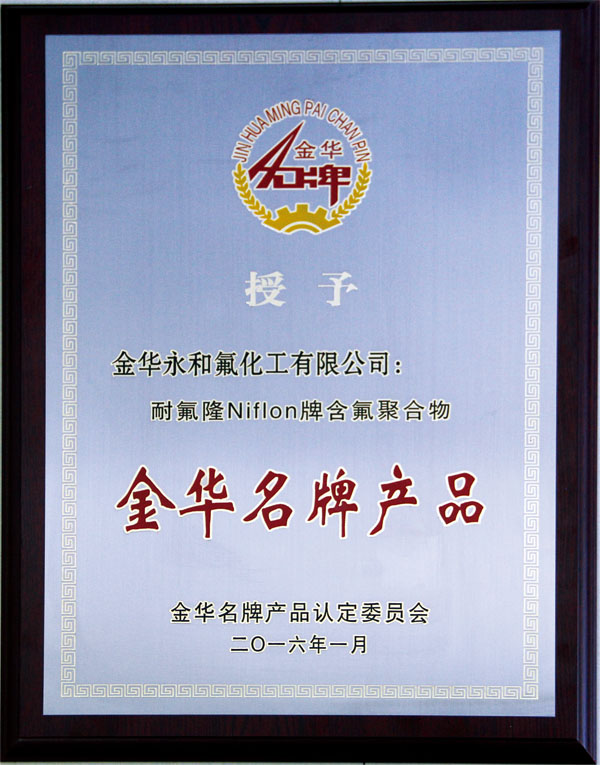 JIN HUA MING PAI CHAN PIN
金华
名牌
授予
金华永和氟化工有限公司：
耐氟隆Niflon牌含氟聚合物
金华名牌产品
金华名牌产品认定委员会
二〇一六年一月